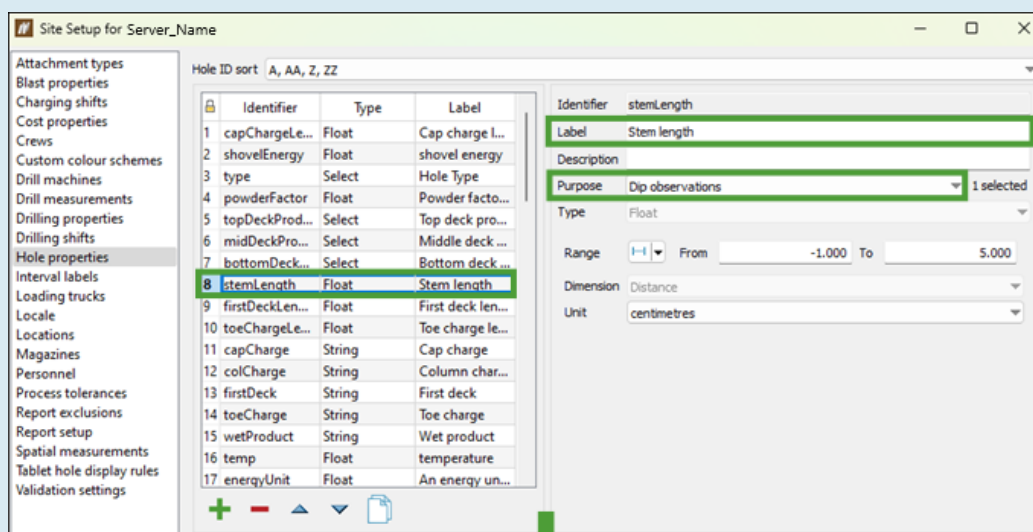 Site Setup for Server_Name
Attachment types
Blast properties
Charging shifts
Cost properties
Crews
Custom colour schemes
Drill machines
Drill measurements
Drilling properties
Drilling shifts
Hole properties
Interval labels
Loading trucks
Locale
Locations
Magazines
Personnel
Process tolerances
Report exclusions
Report setup
Spatial measurements
Tablet hole display rules
Validation settings
Hole ID sort A, AA, Z, ZZ
Identifier Type Label
1 capChargeLe... Float Cap charge l...
2 shovelEnergy Float shovel energy
3 type Select Hole Type
4 powderFactor Float Powder facto...
5 topDeckProd... Select Top deck pro...
6 midDeckPro... Select Middle deck ...
7 bottomDeck... Select Bottom deck ...
8 stemLength Float Stem length
9 firstDeckLen... Float First deck len...
10 toeChargeLe... Float Toe charge le...
11 capCharge String Cap charge
12 colCharge String Column char...
13 firstDeck String First deck
14 toeCharge String Toe charge
15 wetProduct String Wet product
16 temp Float temperature
17 energyUnit Float An energy un...
Identifier stemLength
Label Stem length
Description
Purpose Dip observations 1 selected
Type Float
Range From -1.000 To 5.000
Dimension Distance
Unit centimetres